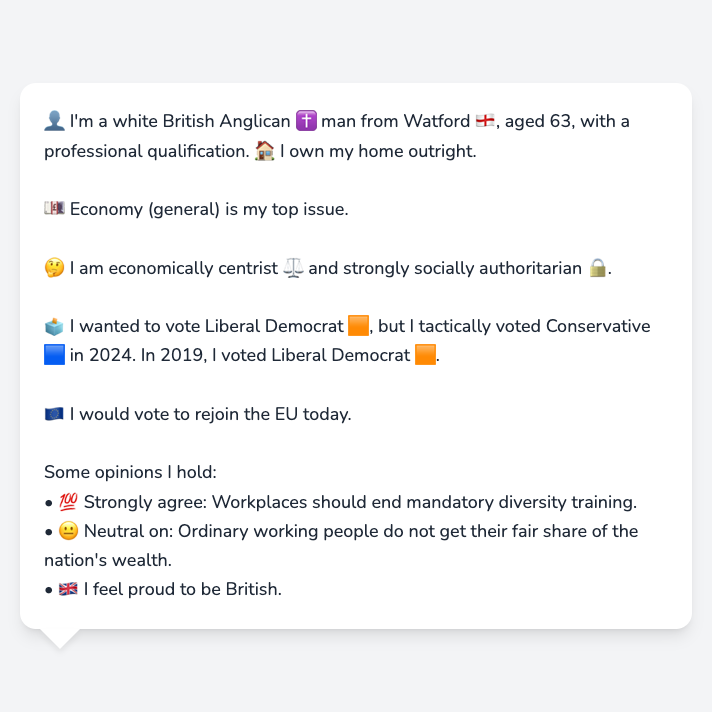 👤 I'm a white British Anglican ✝️ man from Watford 🏴󠁧󠁢󠁥󠁮󠁧󠁿, aged 63, with a
professional qualification. 🏠 I own my home outright.
💷 Economy (general) is my top issue.
🤔 I am economically centrist ⚖️ and strongly socially authoritarian 🔒.
🗳️ I wanted to vote Liberal Democrat 🟧, but I tactically voted Conservative
🟦 in 2024. In 2019, I voted Liberal Democrat 🟧.
🇪🇺 I would vote to rejoin the EU today.
Some opinions I hold:
• 💯 Strongly agree: Workplaces should end mandatory diversity training.
• 😐 Neutral on: Ordinary working people do not get their fair share of the
nation's wealth.
• 🇬🇧 I feel proud to be British.